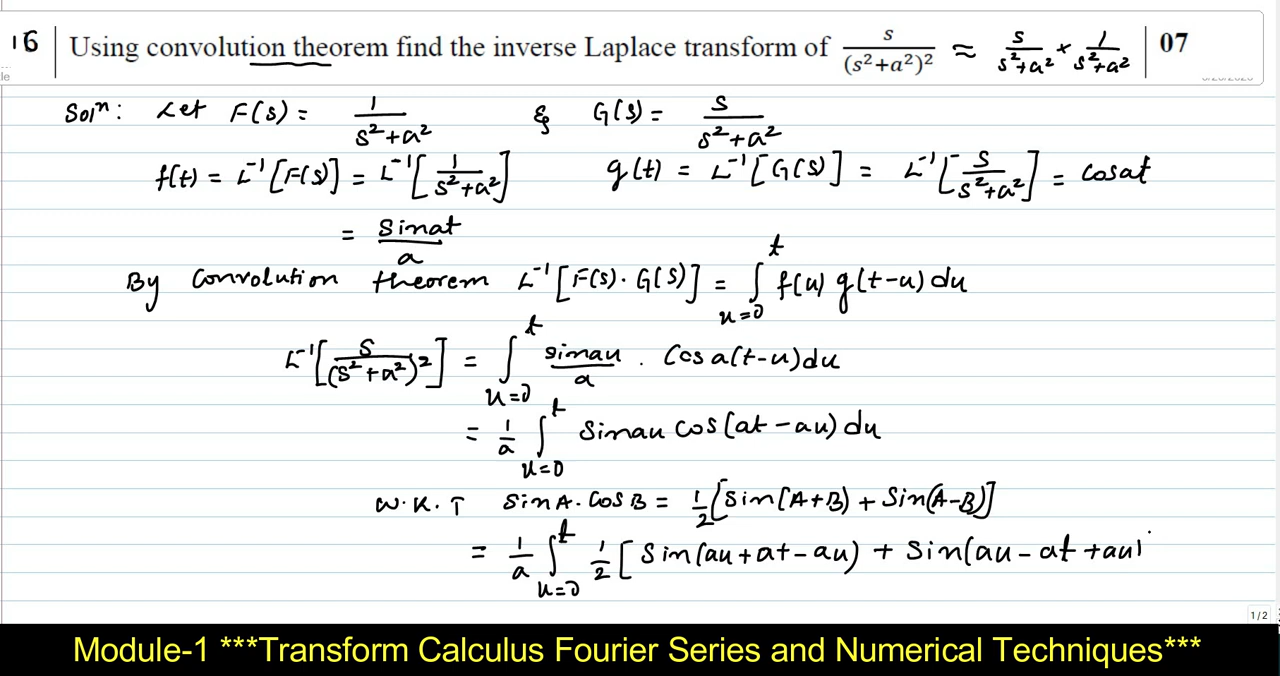 16 Using convolution theorem find the inverse Laplace transform of s/(s²+a²)² ≈ s/(s²+a²) × 1/(s²+a²) 07
Solⁿ: Let F(s) = 1/(s²+a²) & G(s) = s/(s²+a²)
f(t) = L⁻¹[F(s)] = L⁻¹[1/(s²+a²)] g(t) = L⁻¹[G(s)] = L⁻¹[s/(s²+a²)] = cosat
= sinat/a
By convolution theorem L⁻¹[F(s)·G(s)] = ∫_{u=0}^{t} f(u) g(t-u) du
L⁻¹[s/(s²+a²)²] = ∫_{u=0}^{t} sinau/a . Cos a(t-u) du
= 1/a ∫_{u=0}^{t} sinau cos(at - au) du
W.K.T SinA.CosB = 1/2[Sin(A+B) + Sin(A-B)]
= 1/a ∫_{u=0}^{t} 1/2 [Sin(au+at-au) + Sin(au-at+au)
1/2
Module-1 ***Transform Calculus Fourier Series and Numerical Techniques***